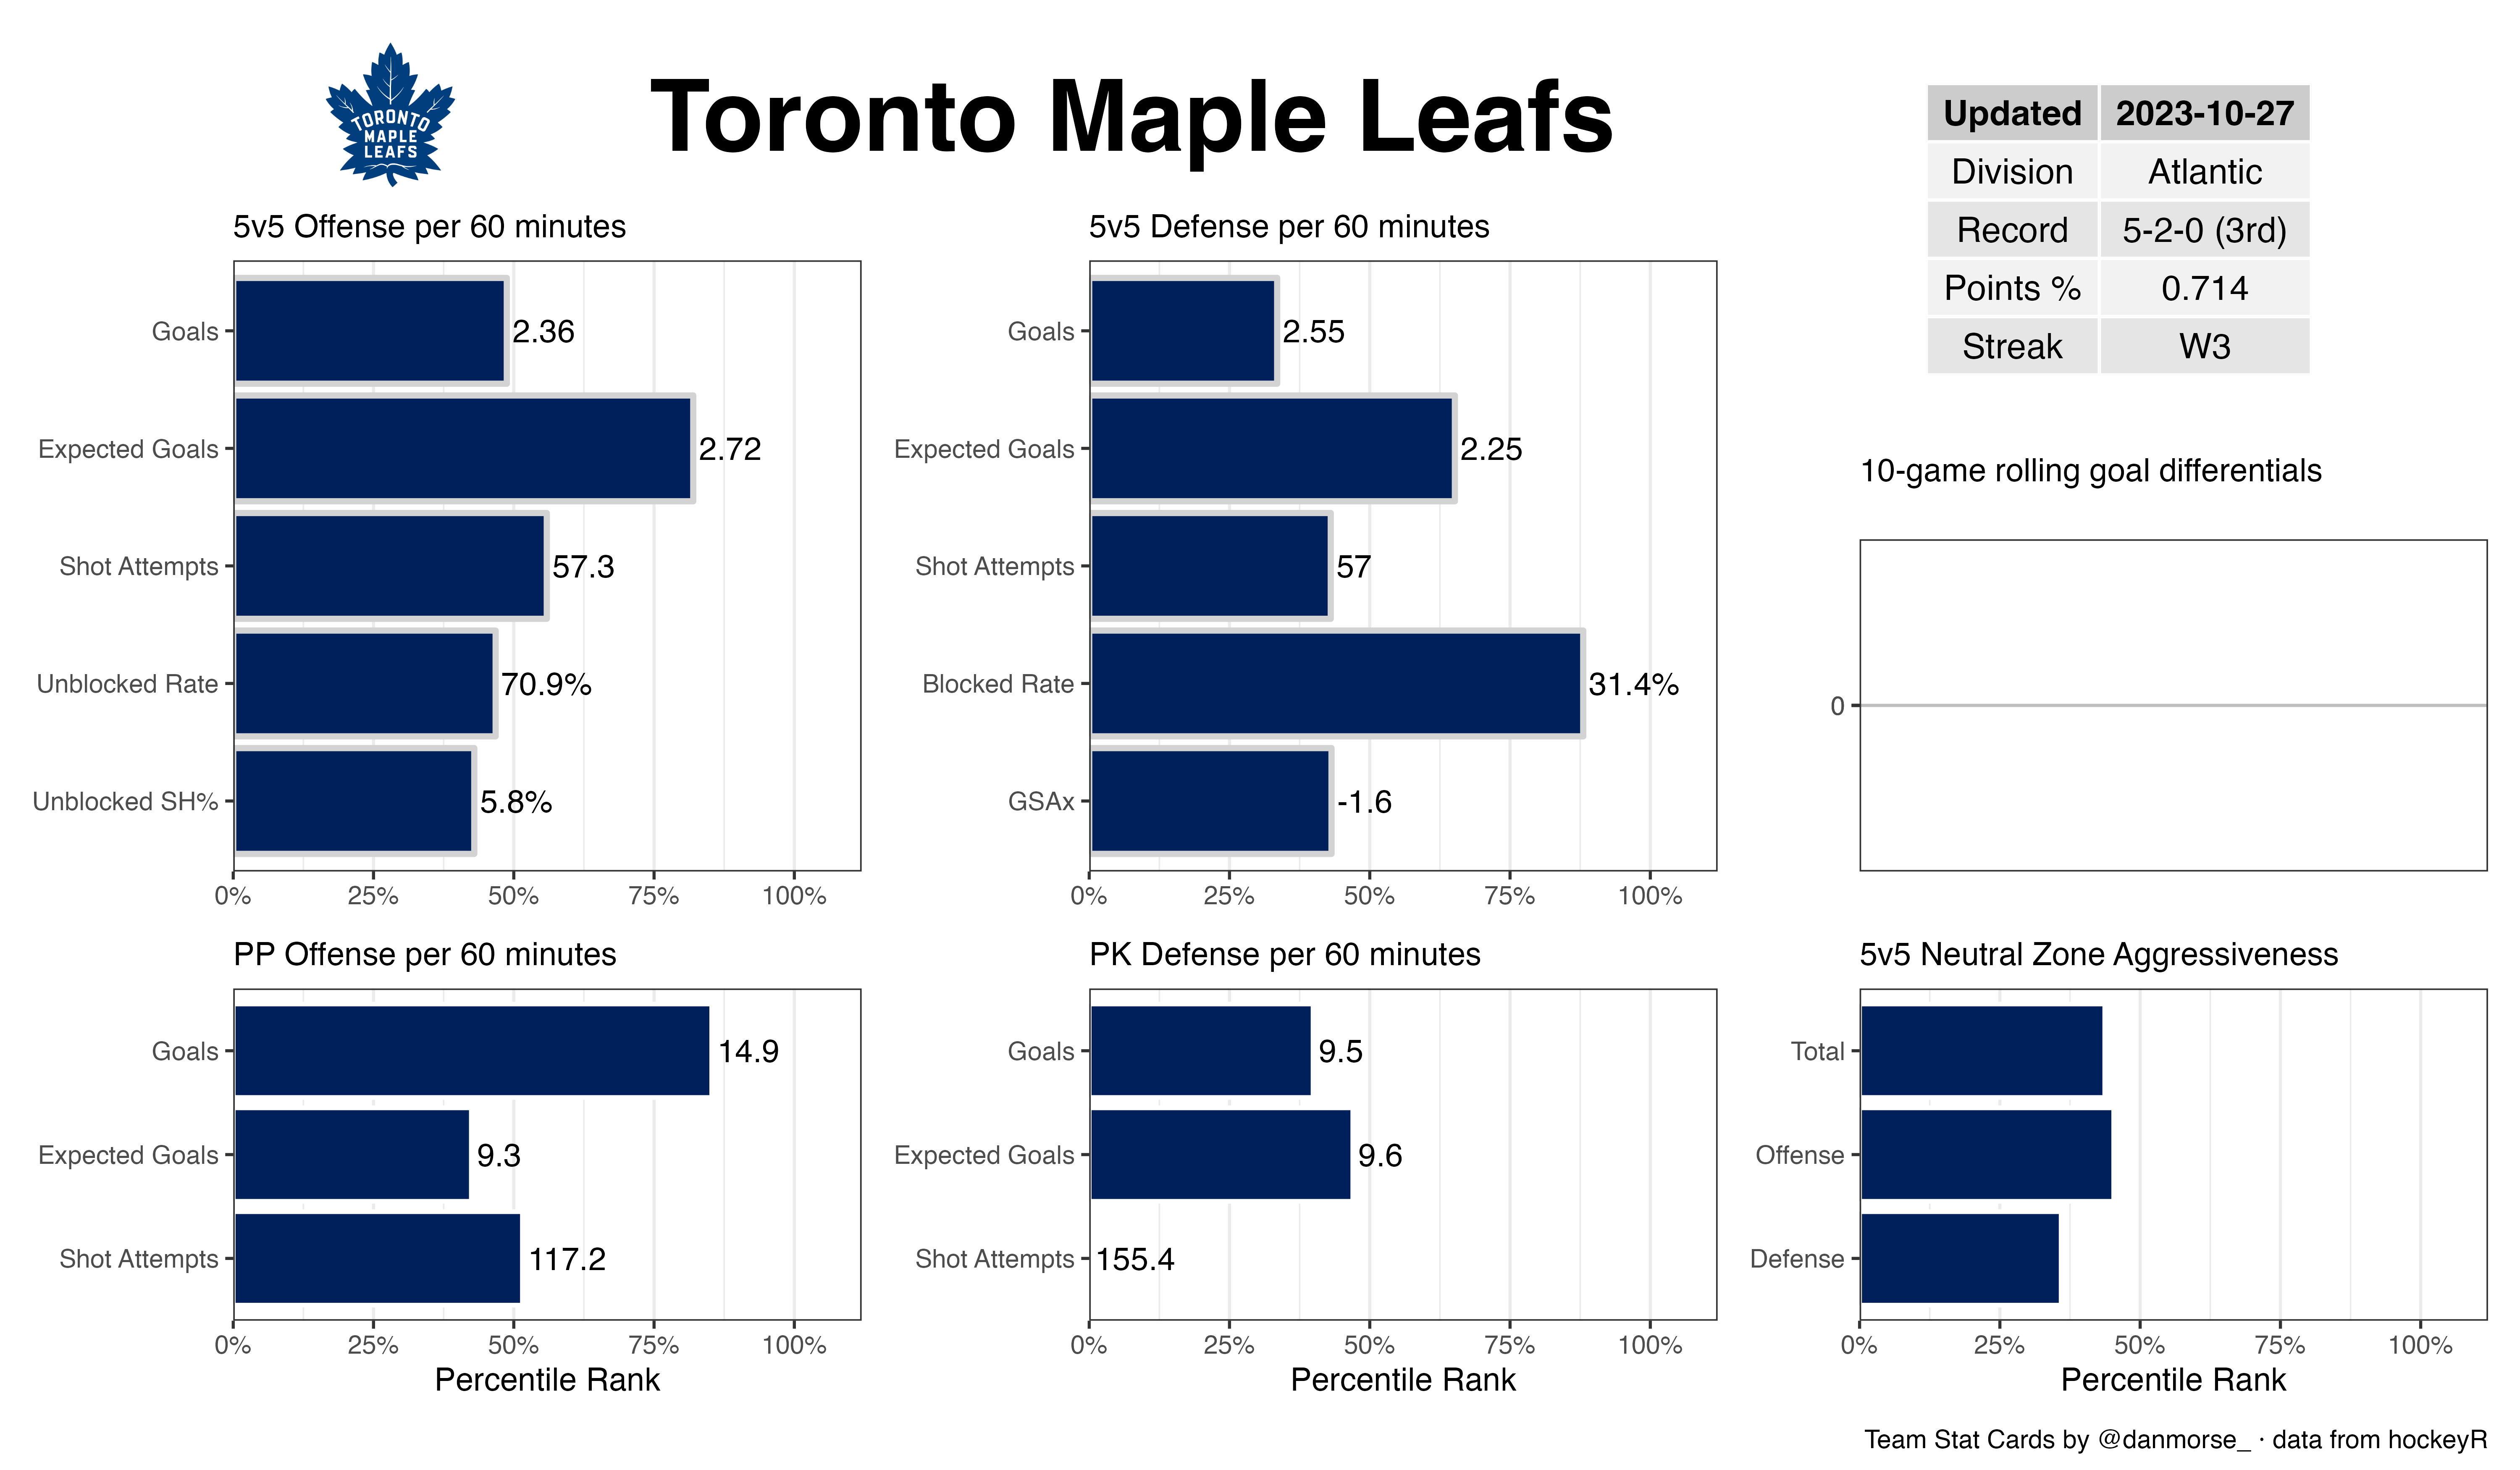 TORONTO
MAPLE
LEAFS
Toronto Maple Leafs
Updated 2023-10-27
Division Atlantic
Record 5-2-0 (3rd)
Points % 0.714
Streak W3
5v5 Offense per 60 minutes
Goals 2.36
Expected Goals 2.72
Shot Attempts 57.3
Unblocked Rate 70.9%
Unblocked SH% 5.8%
0% 25% 50% 75% 100%
5v5 Defense per 60 minutes
Goals 2.55
Expected Goals 2.25
Shot Attempts 57
Blocked Rate 31.4%
GSAx -1.6
0% 25% 50% 75% 100%
10-game rolling goal differentials
0
PP Offense per 60 minutes
Goals 14.9
Expected Goals 9.3
Shot Attempts 117.2
0% 25% 50% 75% 100%
Percentile Rank
PK Defense per 60 minutes
Goals 9.5
Expected Goals 9.6
Shot Attempts 155.4
0% 25% 50% 75% 100%
Percentile Rank
5v5 Neutral Zone Aggressiveness
Total
Offense
Defense
0% 25% 50% 75% 100%
Percentile Rank
Team Stat Cards by @danmorse_ · data from hockeyR